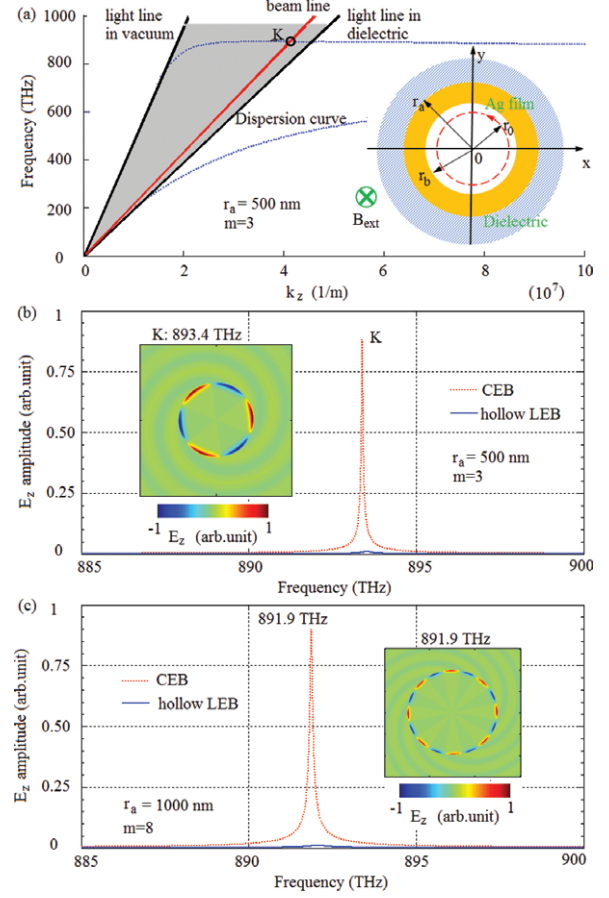 (a)
light line in vacuum
beam line
light line in dielectric
K
1000
800
600
400
200
0
Frequency (THz)
Dispersion curve
r_a = 500 nm
m=3
B_ext
y
Ag film
r_a
r_0
r_b
0
x
Dielectric
0
2
4
6
8
10
k_z (1/m)
(10^7)
(b)
K: 893.4 THz
K
CEB
hollow LEB
r_a = 500 nm
m=3
-1
1
E_z (arb.unit)
1
0.75
0.5
0.25
0
E_z amplitude (arb.unit)
885
890
895
900
Frequency (THz)
(c)
891.9 THz
891.9 THz
CEB
hollow LEB
-1
1
E_z (arb.unit)
r_a = 1000 nm
m=8
1
0.75
0.5
0.25
0
E_z amplitude (arb.unit)
885
890
895
900
Frequency (THz)